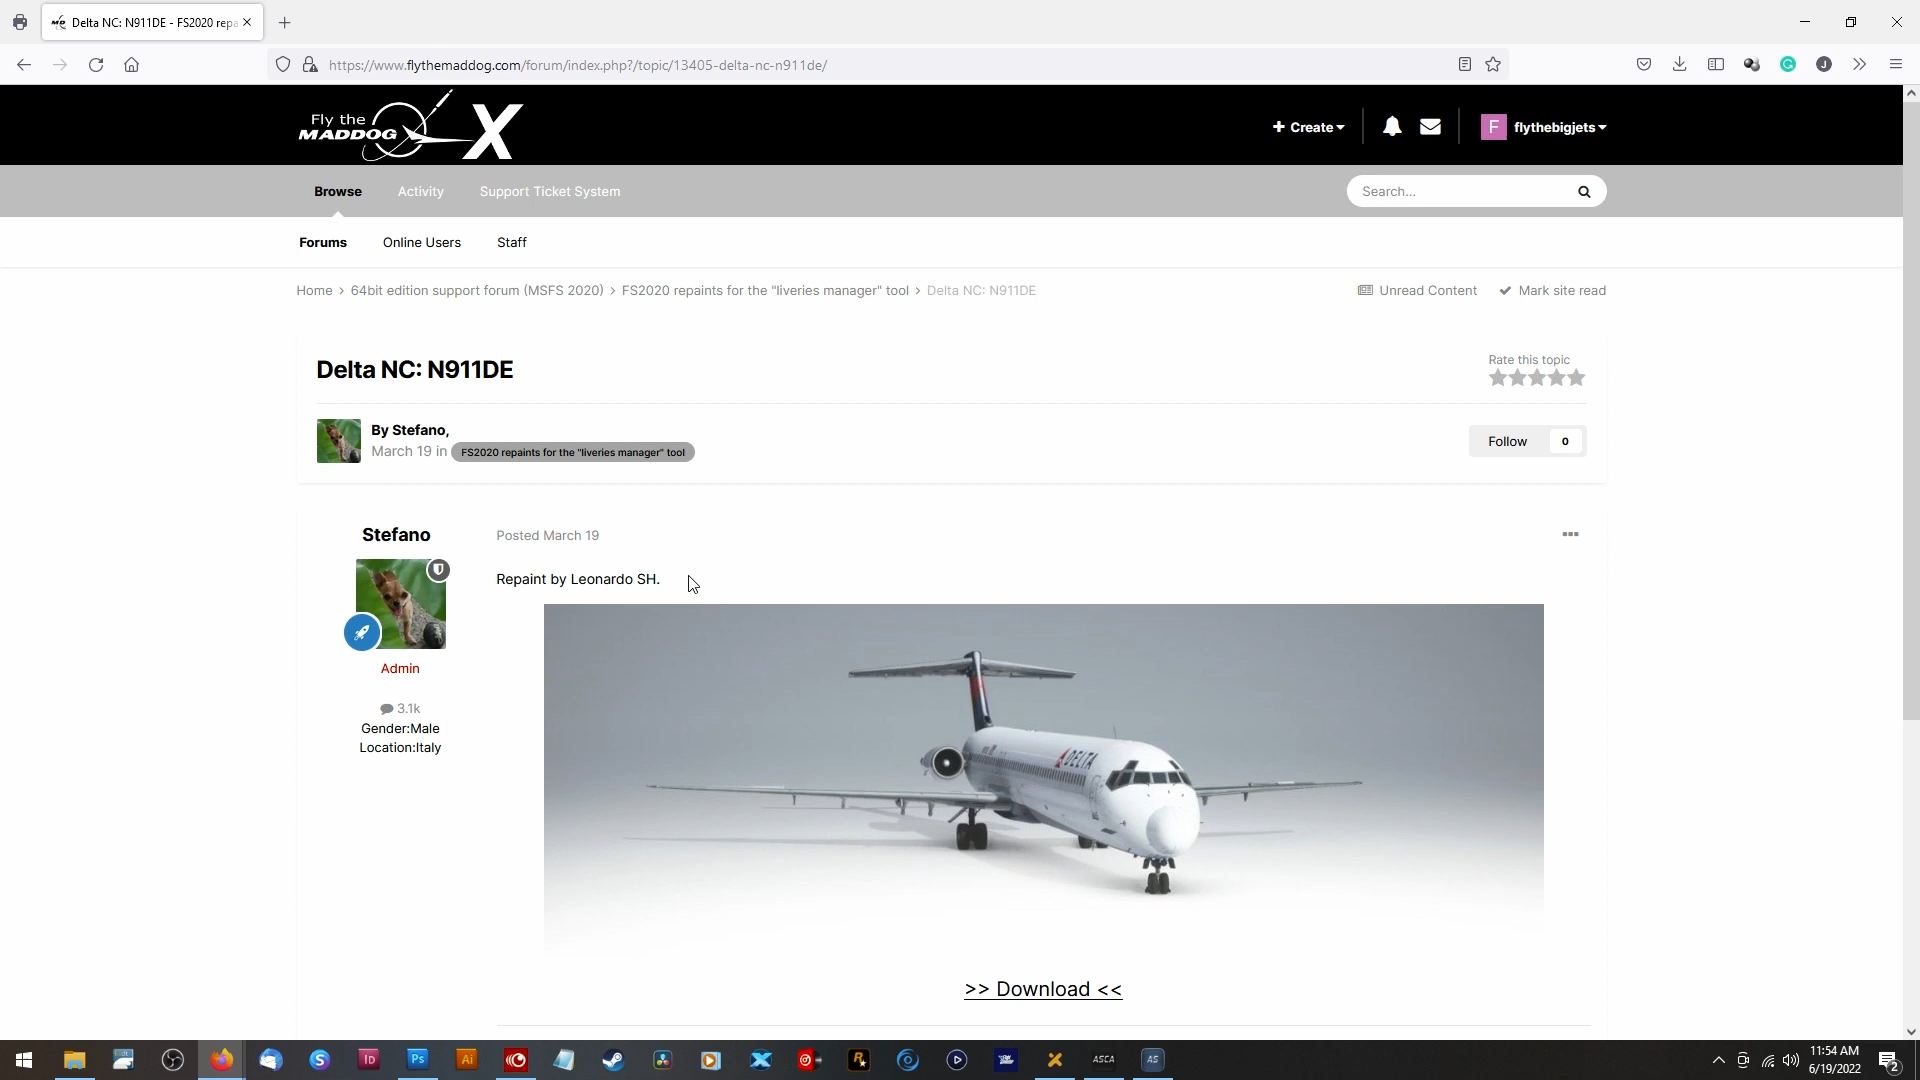 Delta NC: N911DE - FS2020 repa
https://www.flythemaddog.com/forum/index.php?/topic/13405-delta-nc-n911de/
Fly the
MADDOG X
+ Create
F flythebigjets
Browse Activity Support Ticket System
Search...
Forums Online Users Staff
Home > 64bit edition support forum (MSFS 2020) > FS2020 repaints for the "liveries manager" tool > Delta NC: N911DE
Unread Content Mark site read
Delta NC: N911DE
Rate this topic
By Stefano,
March 19 in FS2020 repaints for the "liveries manager" tool
Follow 0
Stefano
Posted March 19
Repaint by Leonardo SH.
Admin
3.1k
Gender:Male
Location:Italy
DELTA
>> Download <<
Id Ps Ai ASCA AS
11:54 AM
6/19/2022
2